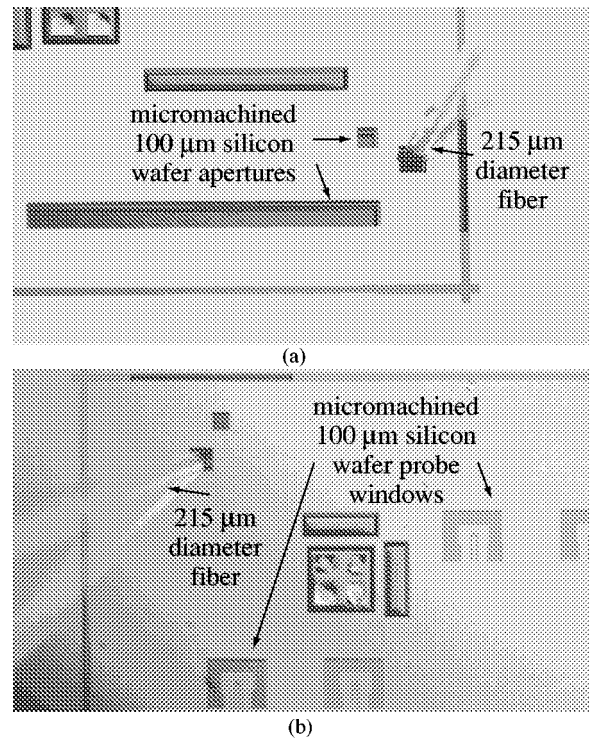 micromachined
100 µm silicon
wafer apertures
215 µm
diameter
fiber
(a)
micromachined
100 µm silicon
wafer probe
windows
215 µm
diameter
fiber
(b)